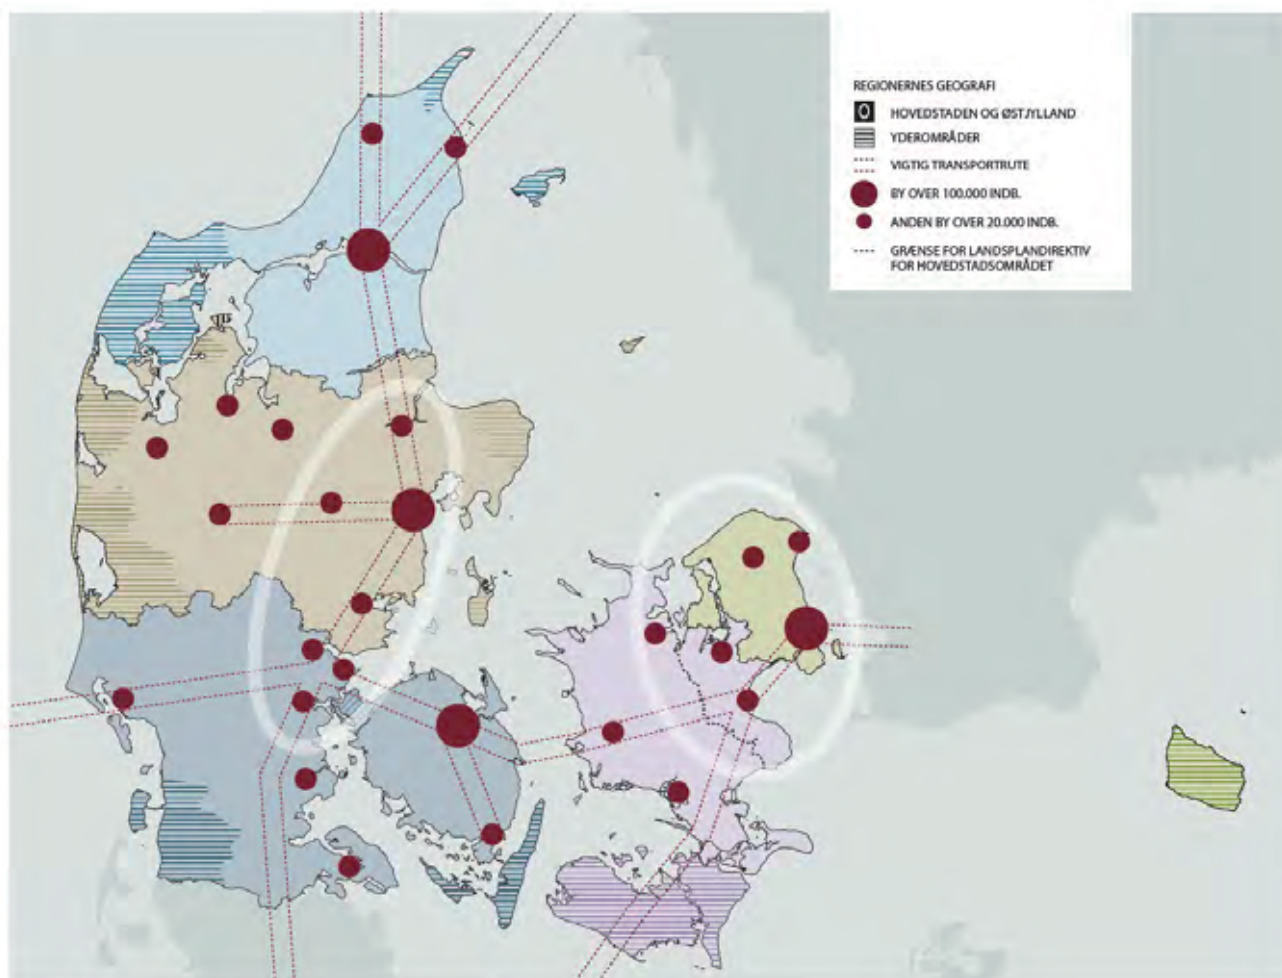 REGIONERNES GEOGRAFI
HOVEDSTADEN OG ØSTJYLLAND
YDEROMRÅDER
VIGTIG TRANSPORTRUTE
BY OVER 100.000 INDB.
ANDEN BY OVER 20.000 INDB.
GRÆNSE FOR LANDSPLANDIREKTIV
FOR HOVEDSTADSOMRÅDET